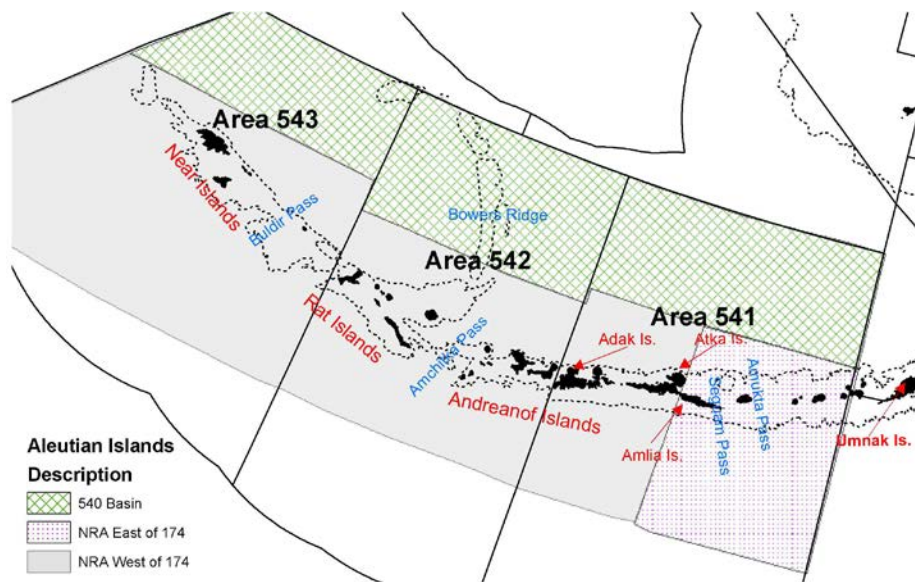 Area 543
Near Islands
Buldir Pass
Bowers Ridge
Area 542
Rat Islands
Amchitka Pass
Area 541
Adak Is.
Atka Is.
Andreanof Islands
Amlia Is.
Seguam Pass
Amukta Pass
Umnak Is.
Aleutian Islands
Description
540 Basin
NRA East of 174
NRA West of 174